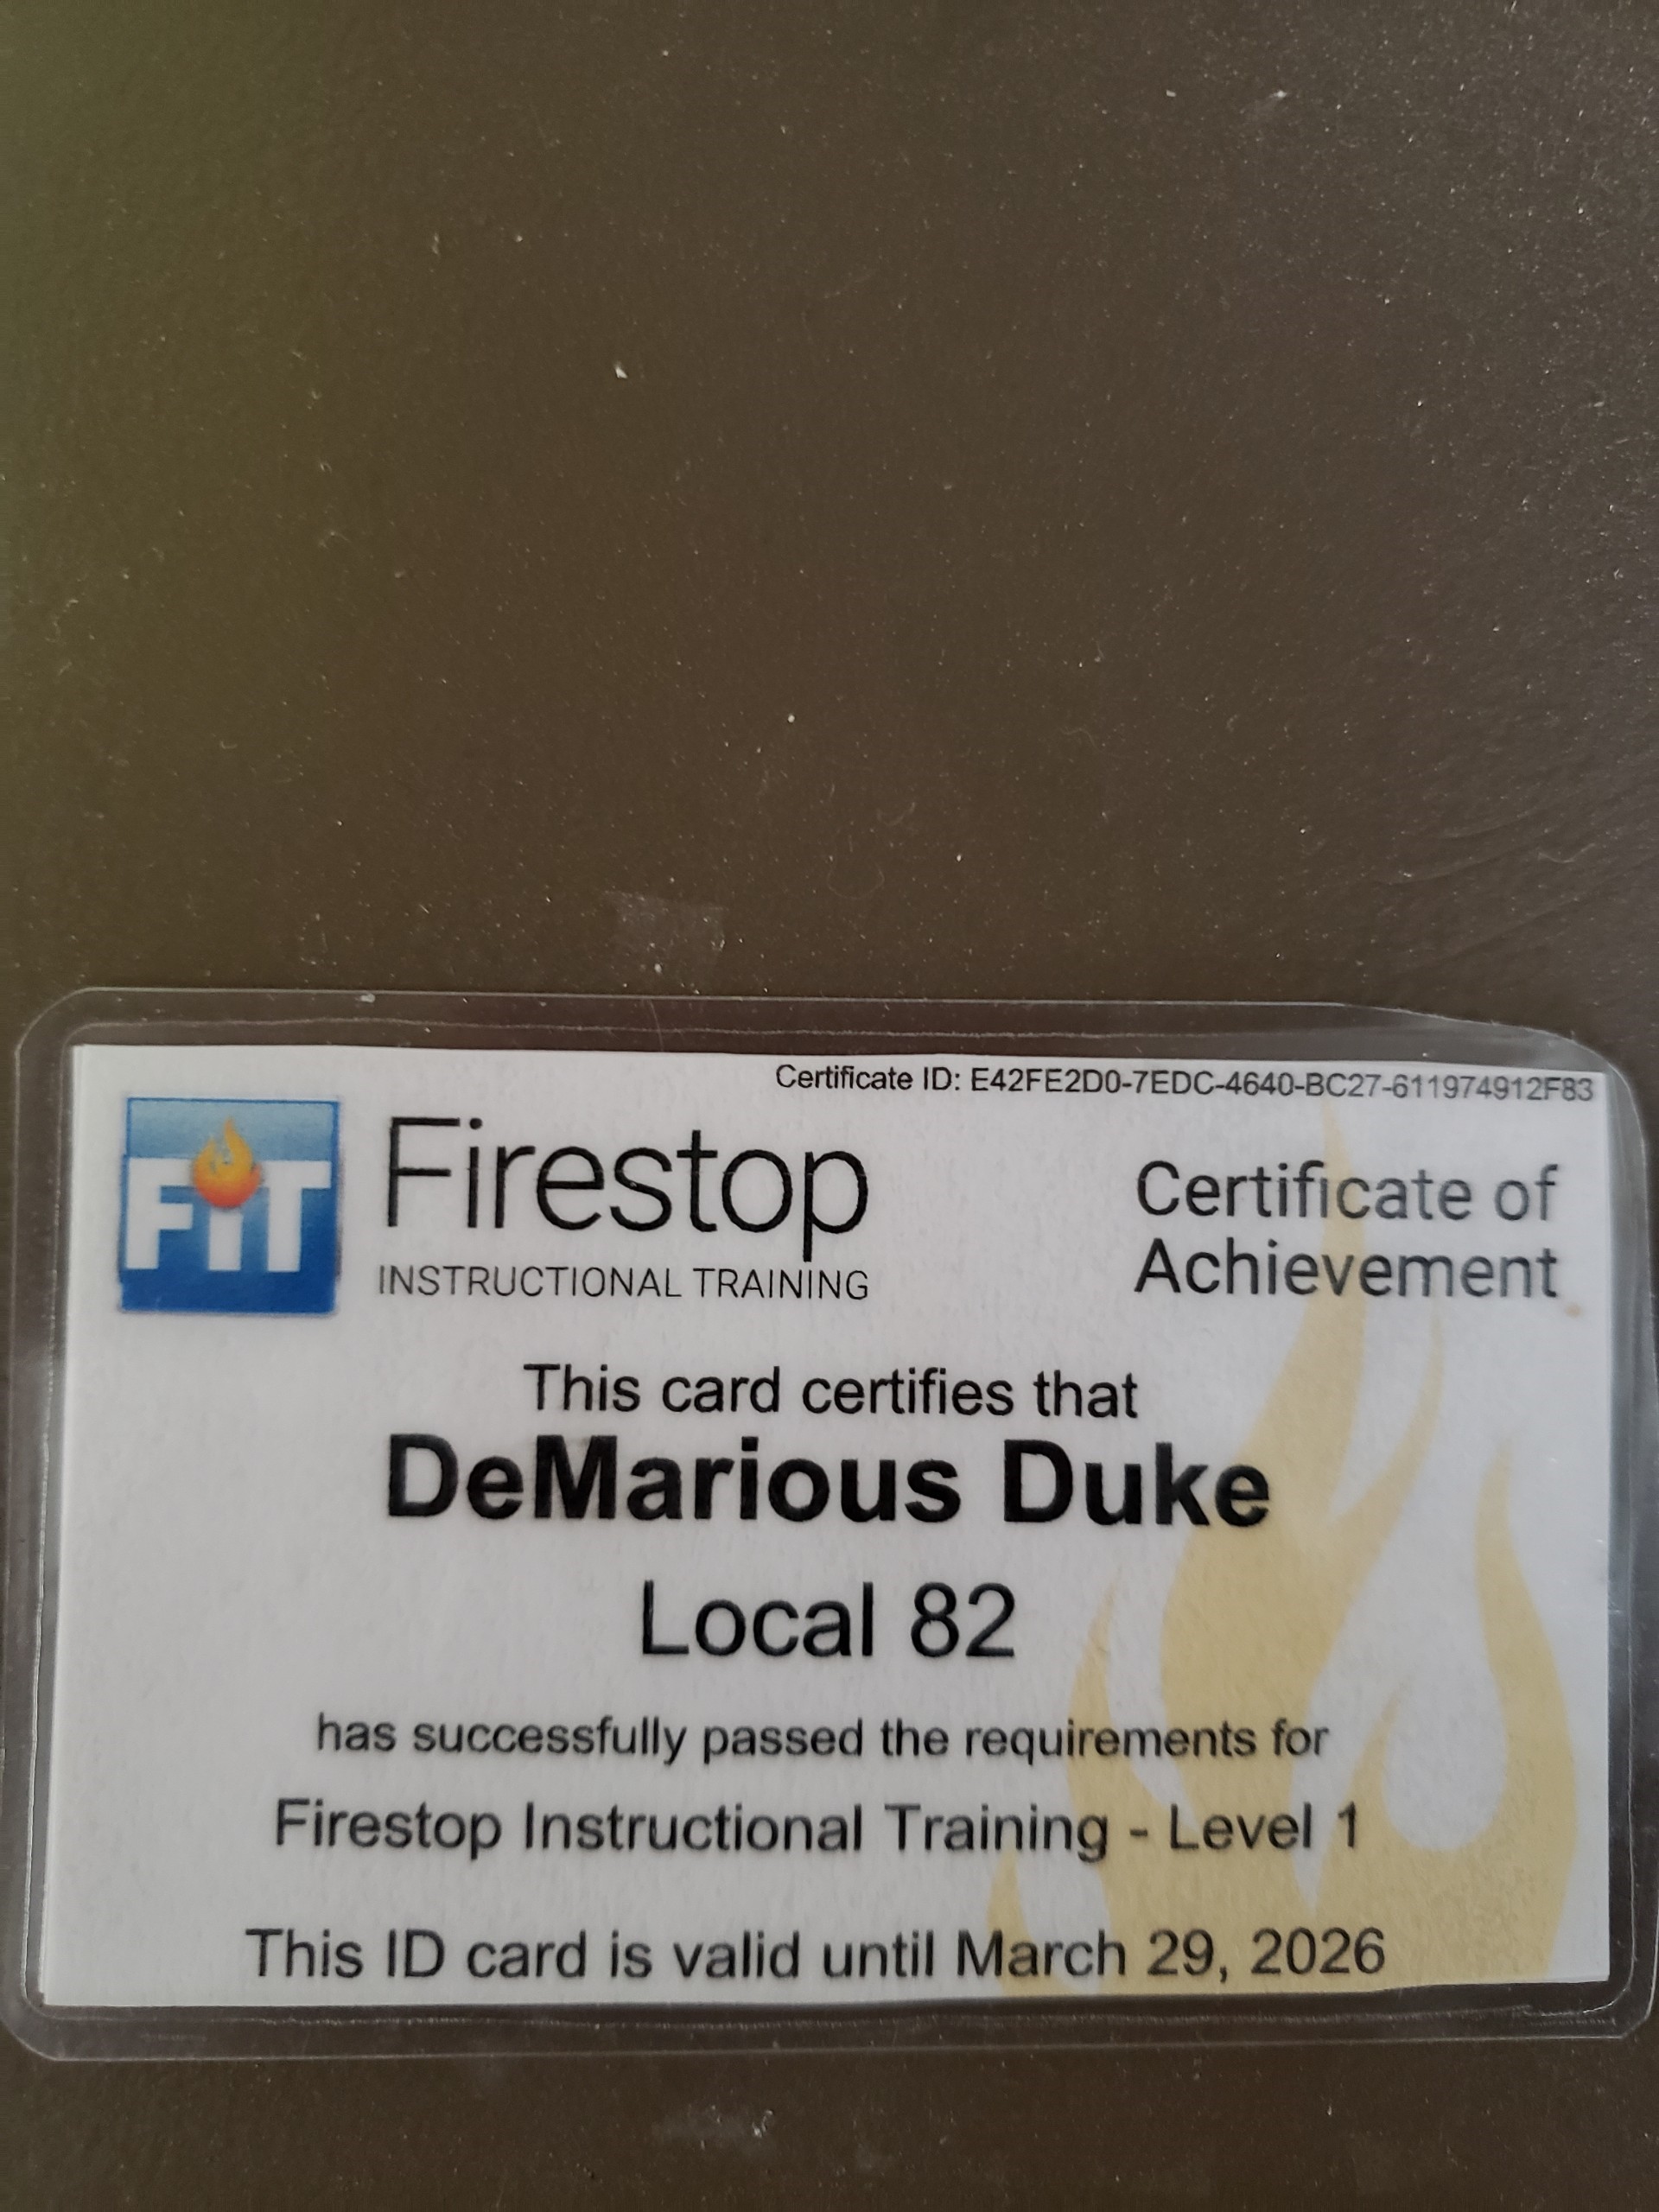 Certificate ID: E42FE2D0-7EDC-4640-BC27-611974912F83
FiT
Firestop
INSTRUCTIONAL TRAINING
Certificate of
Achievement
This card certifies that
DeMarious Duke
Local 82
has successfully passed the requirements for
Firestop Instructional Training - Level 1
This ID card is valid until March 29, 2026